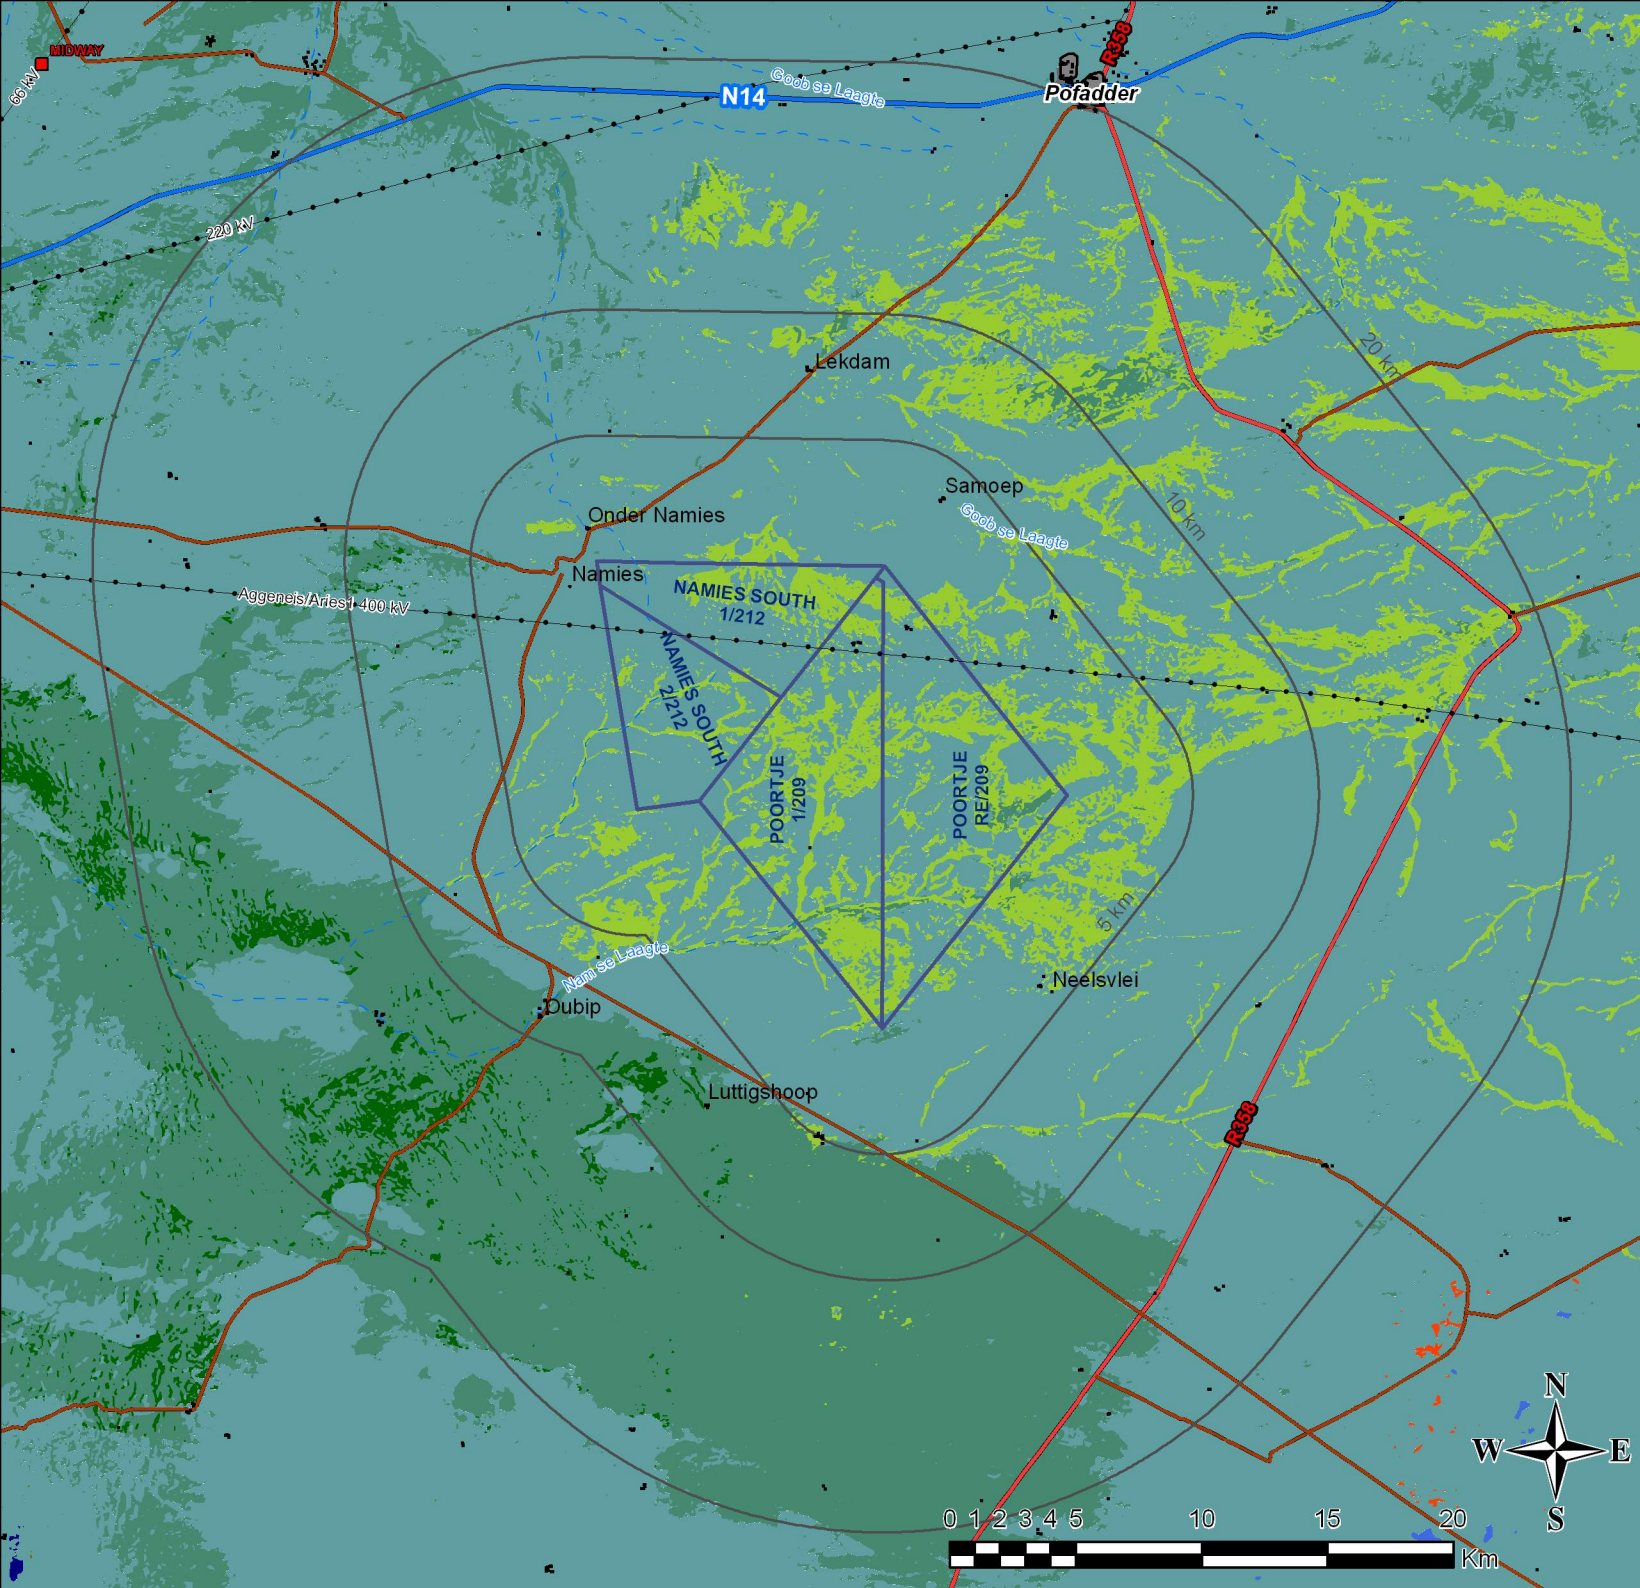 MIDWAY
66 kV
R358
Goob se Laagte
N14
Pofadder
220 kV
20 km
Lekdam
Samoep
10 km
Goob se Laagte
Onder Namies
Namies
NAMIES SOUTH
1/212
Aggeneis/Aries1 400 kV
NAMIES SOUTH
2/212
POORTJE
1/209
POORTJE
RE/209
5 km
Nam se Laagte
Neelsvlei
Oubip
Luttigshoop
R358
N
W
E
S
0 1 2 3 4 5 10 15 20
Km